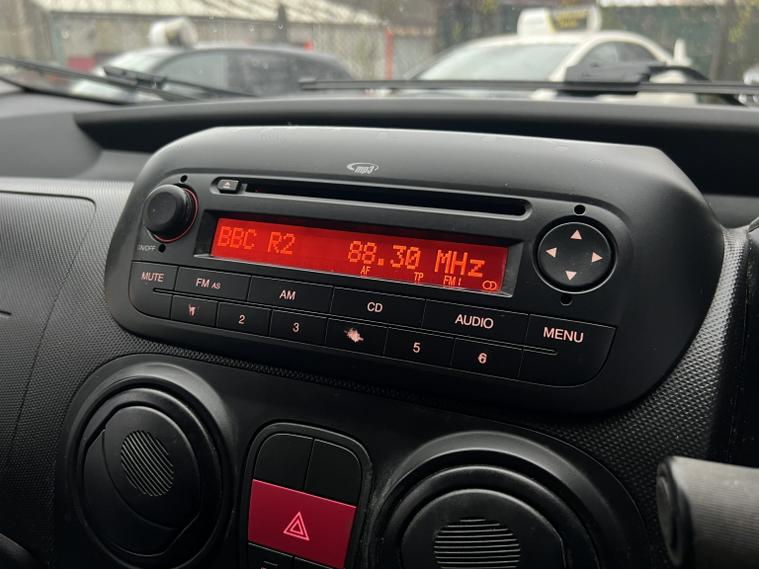 mp3
BBC R2 88.30 MHz
AF TP FM1 CD
ON/OFF
MUTE FM AS AM CD AUDIO MENU
2 3 5 6